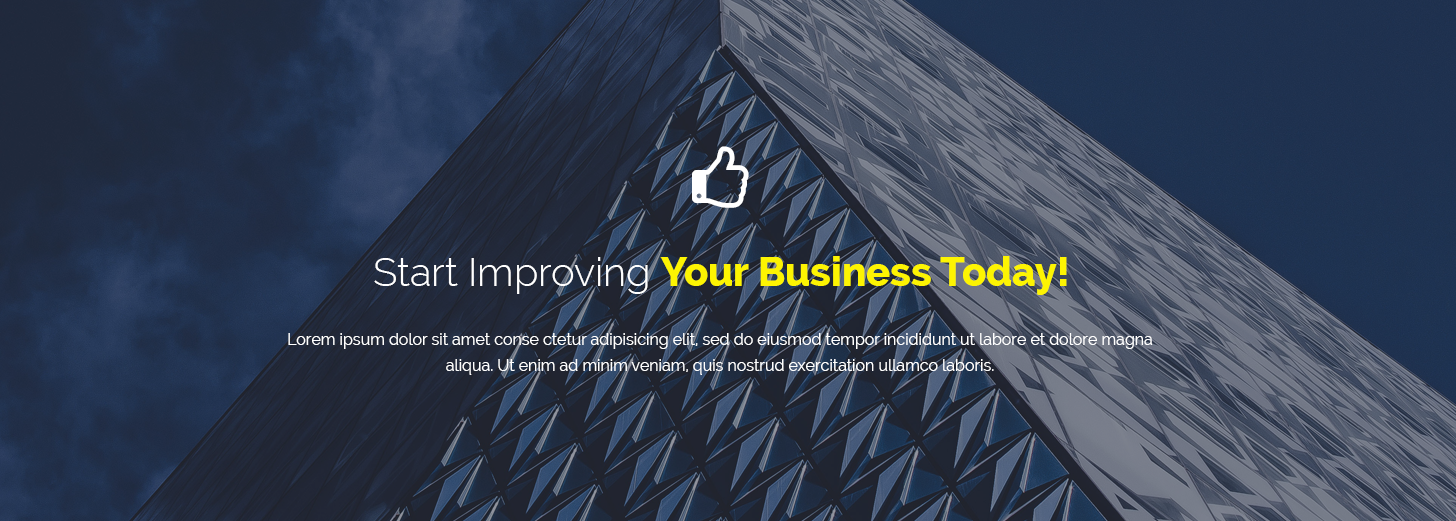 Start Improving Your Business Today!
Lorem ipsum dolor sit amet conse ctetur adipisicing elit, sed do eiusmod tempor incididunt ut labore et dolore magna
aliqua. Ut enim ad minim veniam, quis nostrud exercitation ullamco laboris.